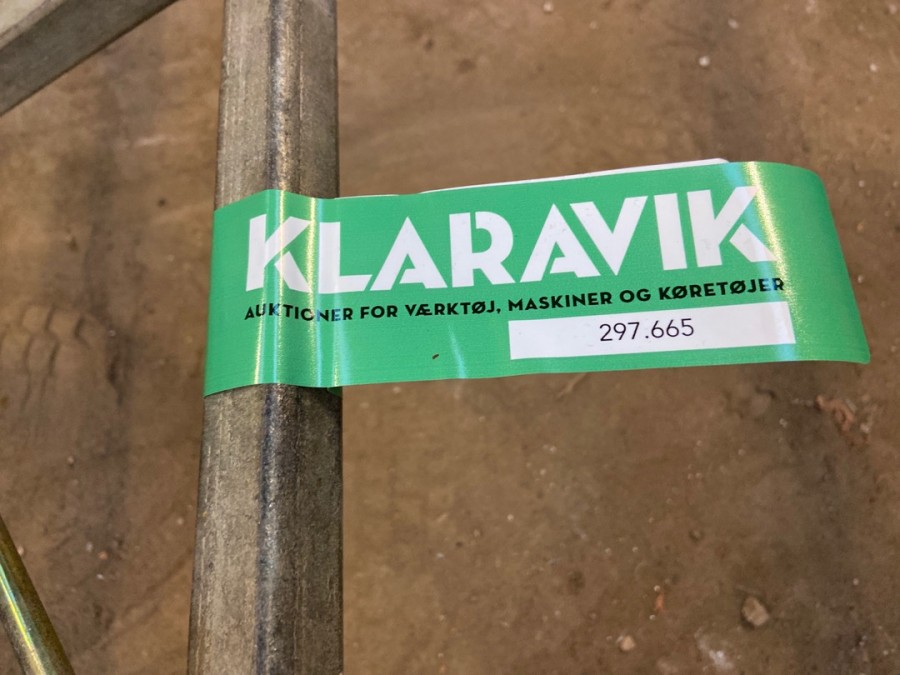 KLARAVIK
AUKTIONER FOR VÆRKTØJ, MASKINER OG KØRETØJER
297.665